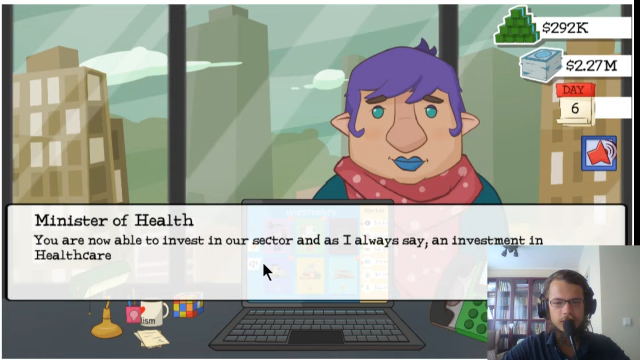 $292K
$2.27M
DAY
6
Minister of Health
You are now able to invest in our sector and as I always say, an investment in
Healthcare
ism